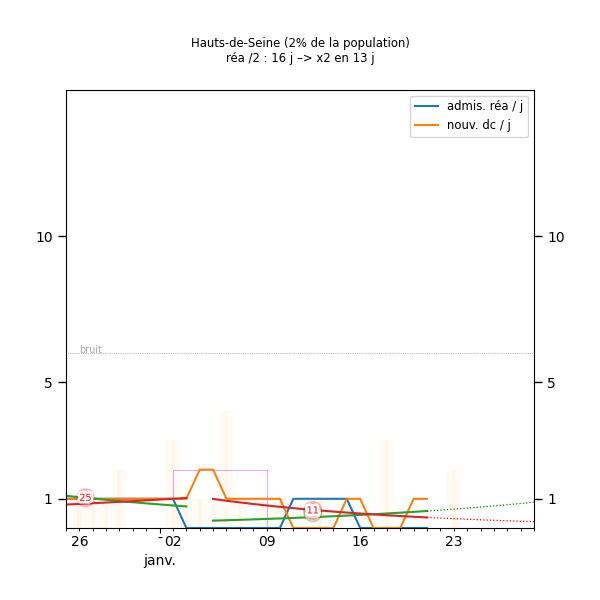 Hauts-de-Seine (2% de la population)
réa /2 : 16 j –> x2 en 13 j
admis. réa / j
nouv. dc / j
10
10
bruit
5
5
25
11
1
1
26
02
09
16
23
janv.